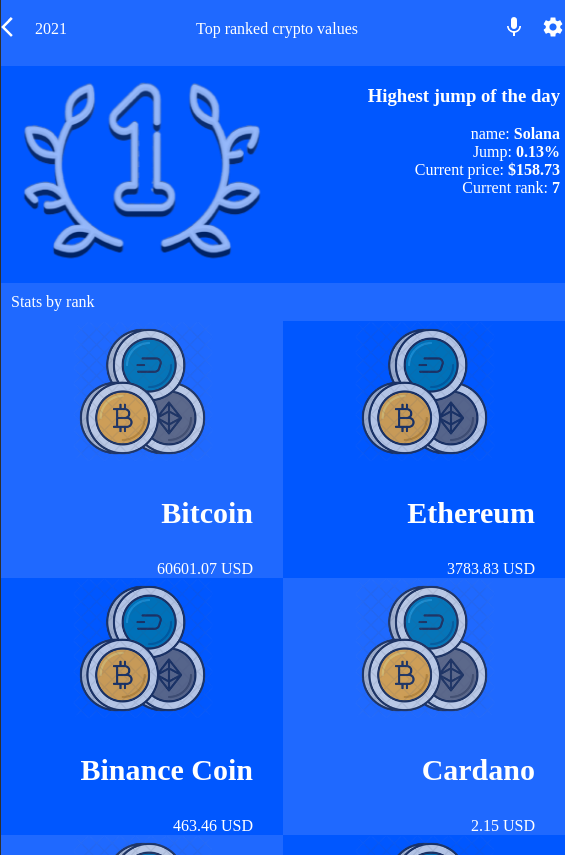 2021
Top ranked crypto values
1
Highest jump of the day
name: Solana
Jump: 0.13%
Current price: $158.73
Current rank: 7
Stats by rank
Bitcoin
60601.07 USD
Ethereum
3783.83 USD
Binance Coin
463.46 USD
Cardano
2.15 USD